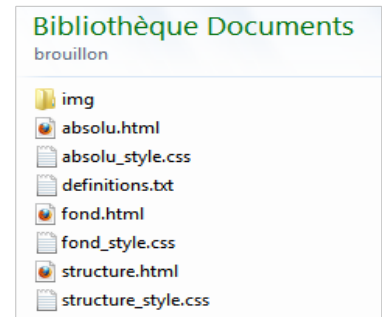 Bibliothèque Documents
brouillon
img
absolu.html
absolu_style.css
definitions.txt
fond.html
fond_style.css
structure.html
structure_style.css